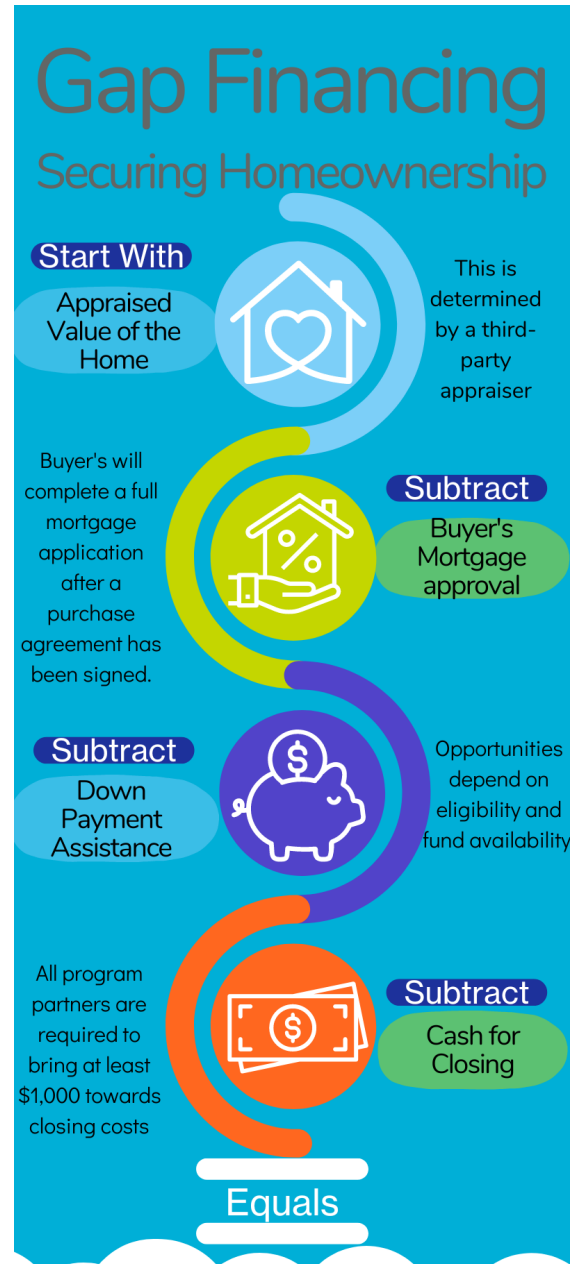 Gap Financing
Securing Homeownership
Start With
Appraised
Value of the
Home
This is
determined
by a third-
party
appraiser
Buyer's will
complete a full
mortgage
application
after a
purchase
agreement has
been signed.
Subtract
Buyer's
Mortgage
approval
%
Subtract
Down
Payment
Assistance
$
Opportunities
depend on
eligibility and
fund availability
All program
partners are
required to
bring at least
$1,000 towards
closing costs
$
Subtract
Cash for
Closing
Equals